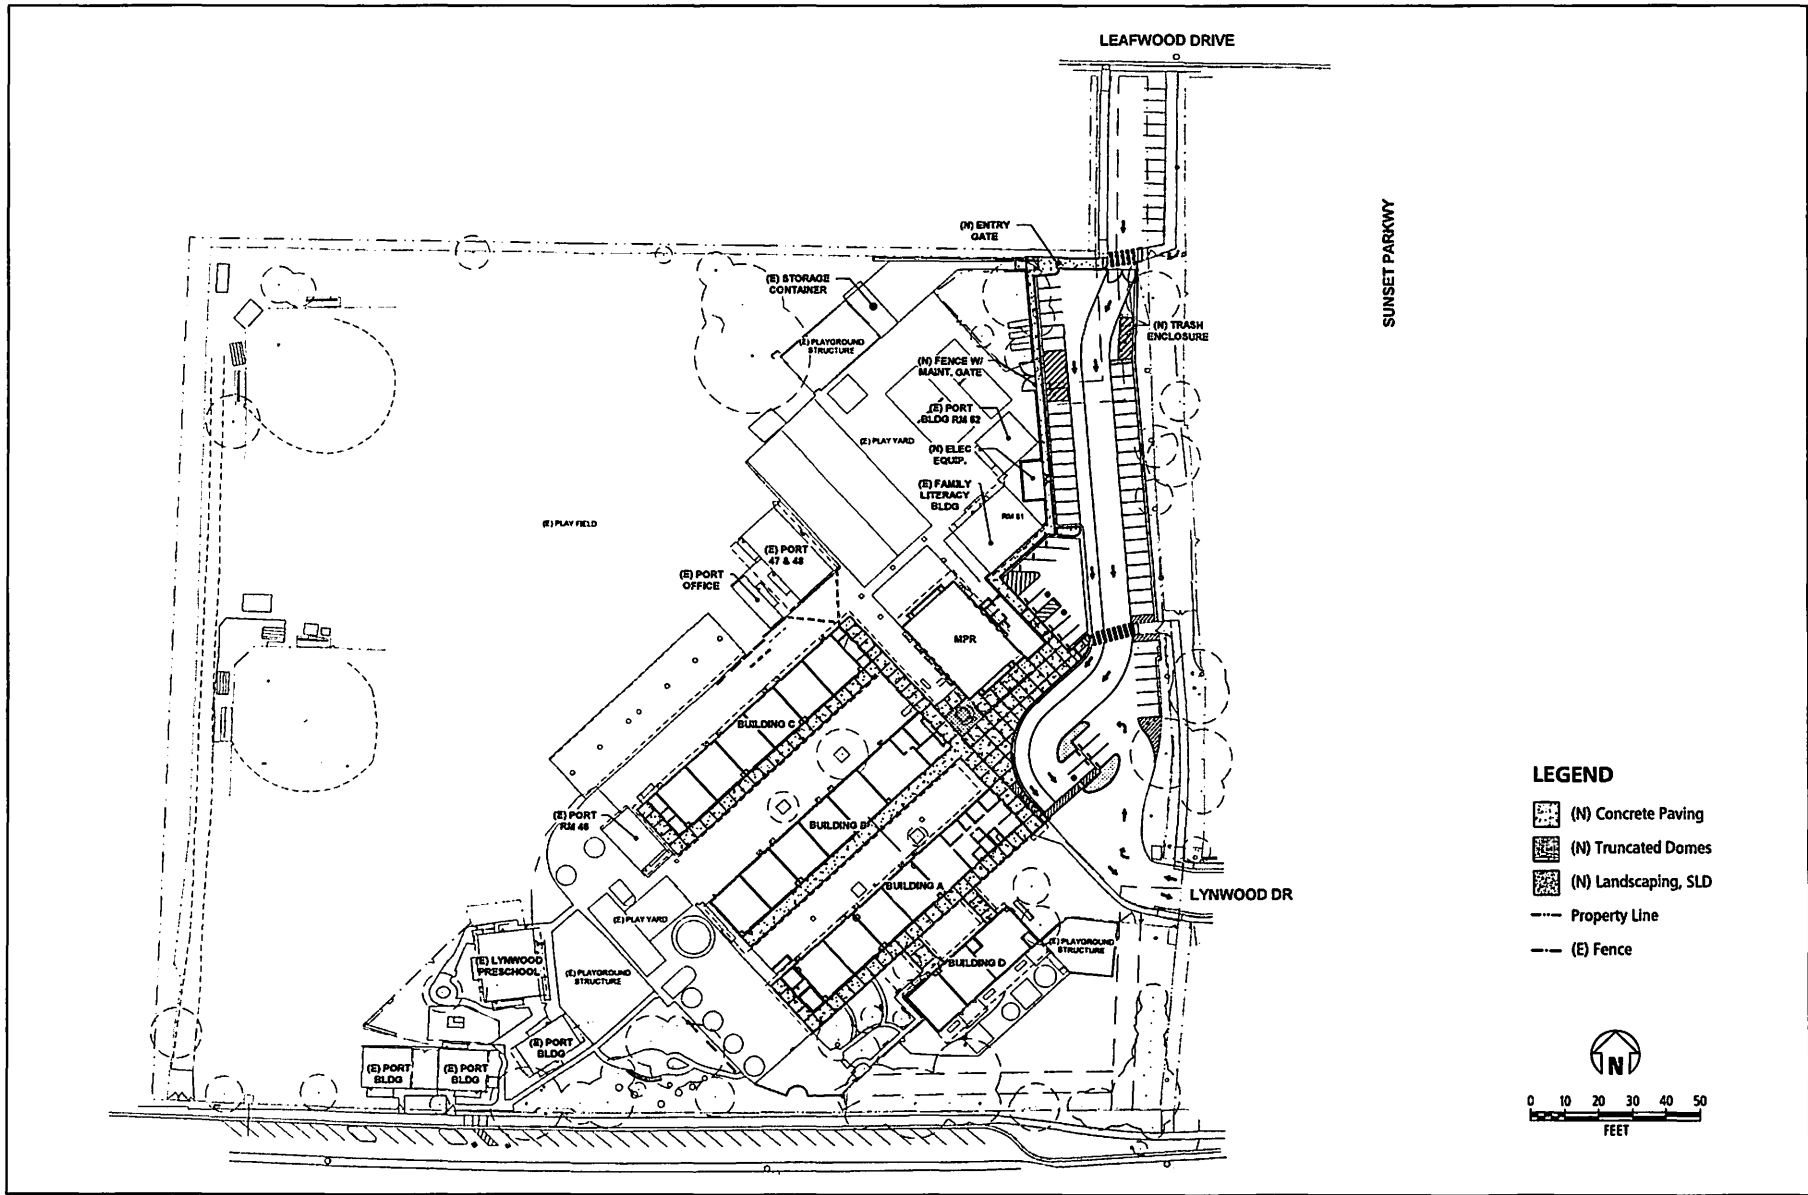 LEAFWOOD DRIVE
SUNSET PARKWY
(N) ENTRY
GATE
(E) STORAGE
CONTAINER
(N) TRASH
ENCLOSURE
(E) PLAYGROUND
STRUCTURE
(N) FENCE W/
MAINT. GATE
(E) PORT
BLDG RM 62
(E) PLAY YARD
(N) ELEC
EQUIP.
(E) FAMILY
LITERACY
BLDG
RM 61
(E) PLAY FIELD
(E) PORT
47 & 48
(E) PORT
OFFICE
MPR
BUILDING C
BUILDING B
(E) PORT
RM 46
BUILDING A
LYNWOOD DR
(E) PLAY YARD
(E) PLAYGROUND
STRUCTURE
(E) LYNWOOD
PRESCHOOL
BUILDING D
(E) PLAYGROUND
STRUCTURE
(E) PORT
BLDG
(E) PORT
BLDG
(E) PORT
BLDG
LEGEND
(N) Concrete Paving
(N) Truncated Domes
(N) Landscaping, SLD
Property Line
(E) Fence
N
0 10 20 30 40 50
FEET